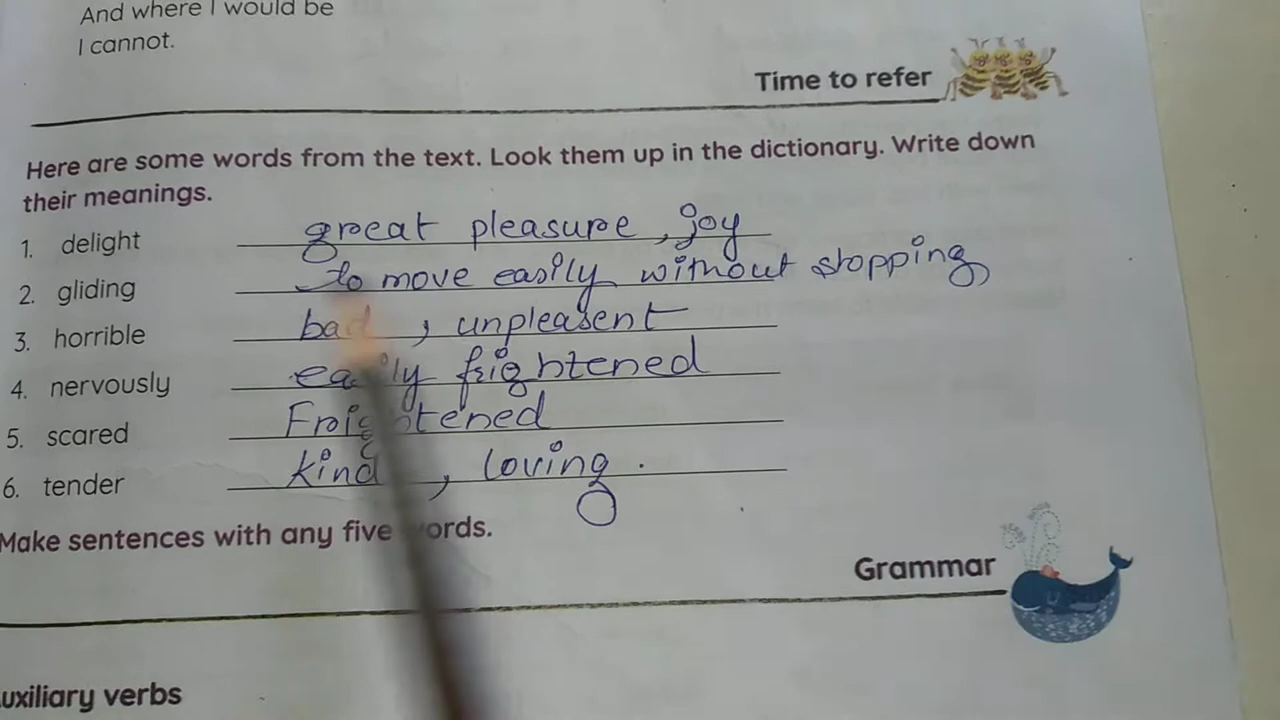 And where I would be
I cannot.
Time to refer
Here are some words from the text. Look them up in the dictionary. Write down
their meanings.
1. delight great pleasure, joy
2. gliding to move easily without stopping,
3. horrible bad, unpleasent
4. nervously easily frightened
5. scared Frightened
6. tender kind, loving.
Make sentences with any five words.
Grammar
uxiliary verbs